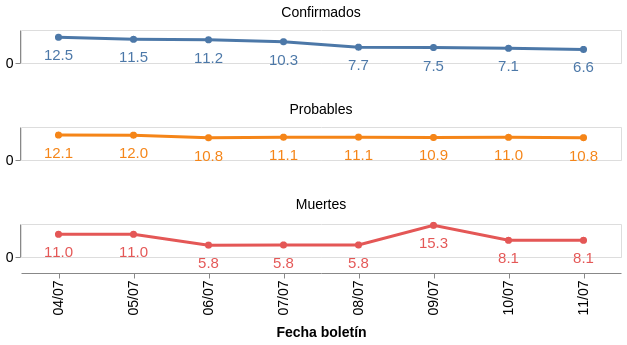 Confirmados
0
12.5 11.5 11.2 10.3 7.7 7.5 7.1 6.6
Probables
0
12.1 12.0 10.8 11.1 11.1 10.9 11.0 10.8
Muertes
0
11.0 11.0 5.8 5.8 5.8 15.3 8.1 8.1
04/07 05/07 06/07 07/07 08/07 09/07 10/07 11/07
Fecha boletín